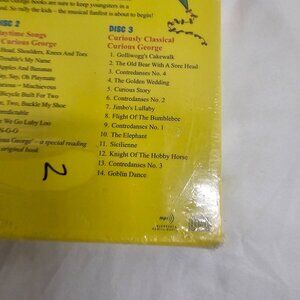 George books are sure to keep youngsters in a
So rally the kids – the musical funfest is about to begin!
DISC 2
Playtime Songs
Curious George
Head, Shoulders, Knees And Toes
Trouble's My Name
Apples And Bananas
Play, Say, Oh Playmate
Curious – Mischievous
Bicycle Built For Two
Two, Buckle My Shoe
We Go Luby Loo
N-G-O
George" – a special reading
original book.
2
DISC 3
Curiously Classical
Curious George
1. Golliwogg's Cakewalk
2. The Old Bear With A Sore Head
3. Contredanses No. 4
4. The Golden Mean
5. Curious Story
6. Contredanses No. 2
7. Jimbo's Lullaby
8. Flight Of The Bumblebee
9. Contredanses No. 1
10. The Elephant
11. Sicilienne
12. Knight Of The Hobby Horse
13. Contredanses No. 3
14. Goblin Dance